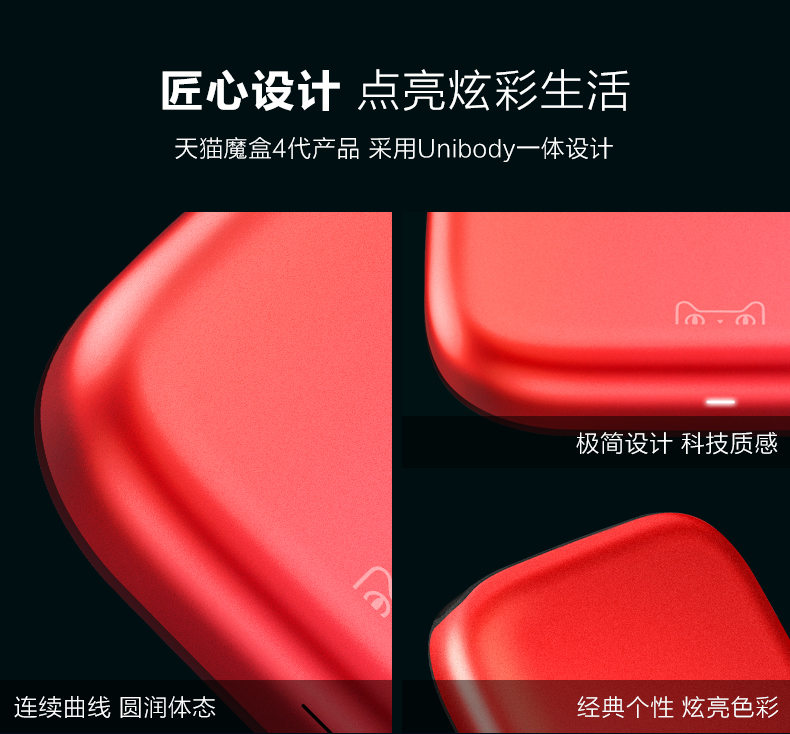 匠心设计 点亮炫彩生活
天猫魔盒4代产品 采用Unibody一体设计
极简设计 科技质感
连续曲线 圆润体态
经典个性 炫亮色彩